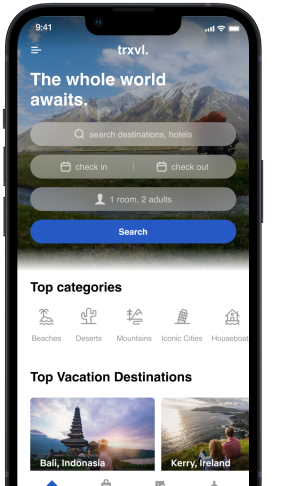 9:41
trxvl.
The whole world
awaits.
search destinations, hotels
check in check out
1 room, 2 adults
Search
Top categories
Beaches Deserts Mountains Iconic Cities Houseboat
Top Vacation Destinations
Bali, Indonasia Kerry, Ireland